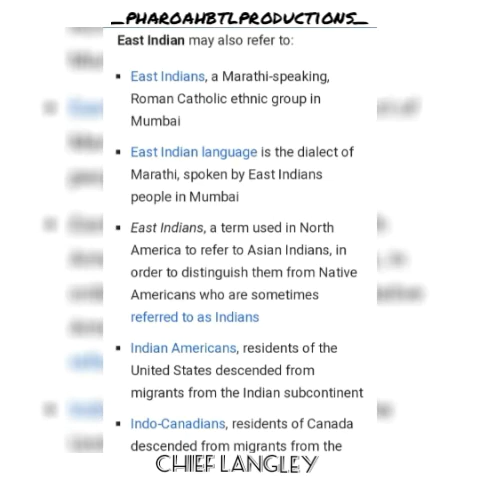 _PHAROAHBTLPRODUCTIONS_
East Indian may also refer to:
▪ East Indians, a Marathi-speaking,
Roman Catholic ethnic group in
Mumbai
▪ East Indian language is the dialect of
Marathi, spoken by East Indians
people in Mumbai
▪ East Indians, a term used in North
America to refer to Asian Indians, in
order to distinguish them from Native
Americans who are sometimes
referred to as Indians
▪ Indian Americans, residents of the
United States descended from
migrants from the Indian subcontinent
▪ Indo-Canadians, residents of Canada
descended from migrants from the
CHIEF LANGLEY